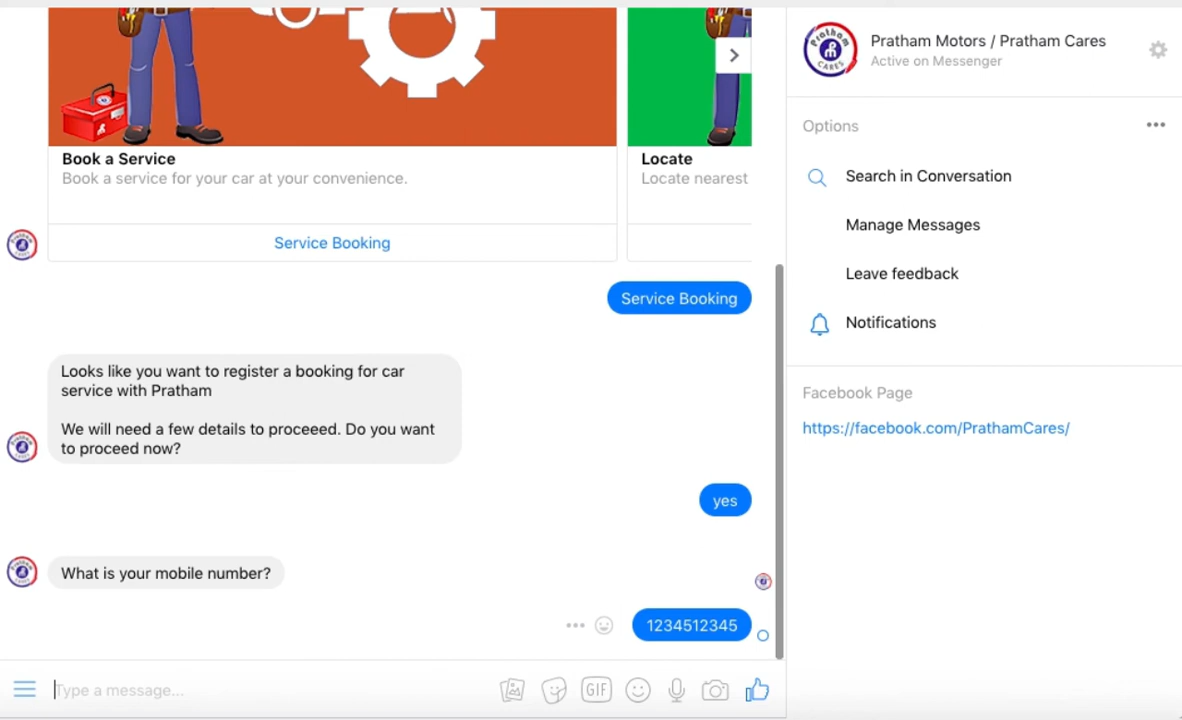 Book a Service
Book a service for your car at your convenience.
Service Booking
Locate
Locate nearest
Service Booking
Looks like you want to register a booking for car
service with Pratham
We will need a few details to proceeed. Do you want
to proceed now?
yes
What is your mobile number?
1234512345
Type a message...
GIF
Pratham
CARES
Pratham Motors / Pratham Cares
Active on Messenger
Options
Search in Conversation
Manage Messages
Leave feedback
Notifications
Facebook Page
https://facebook.com/PrathamCares/